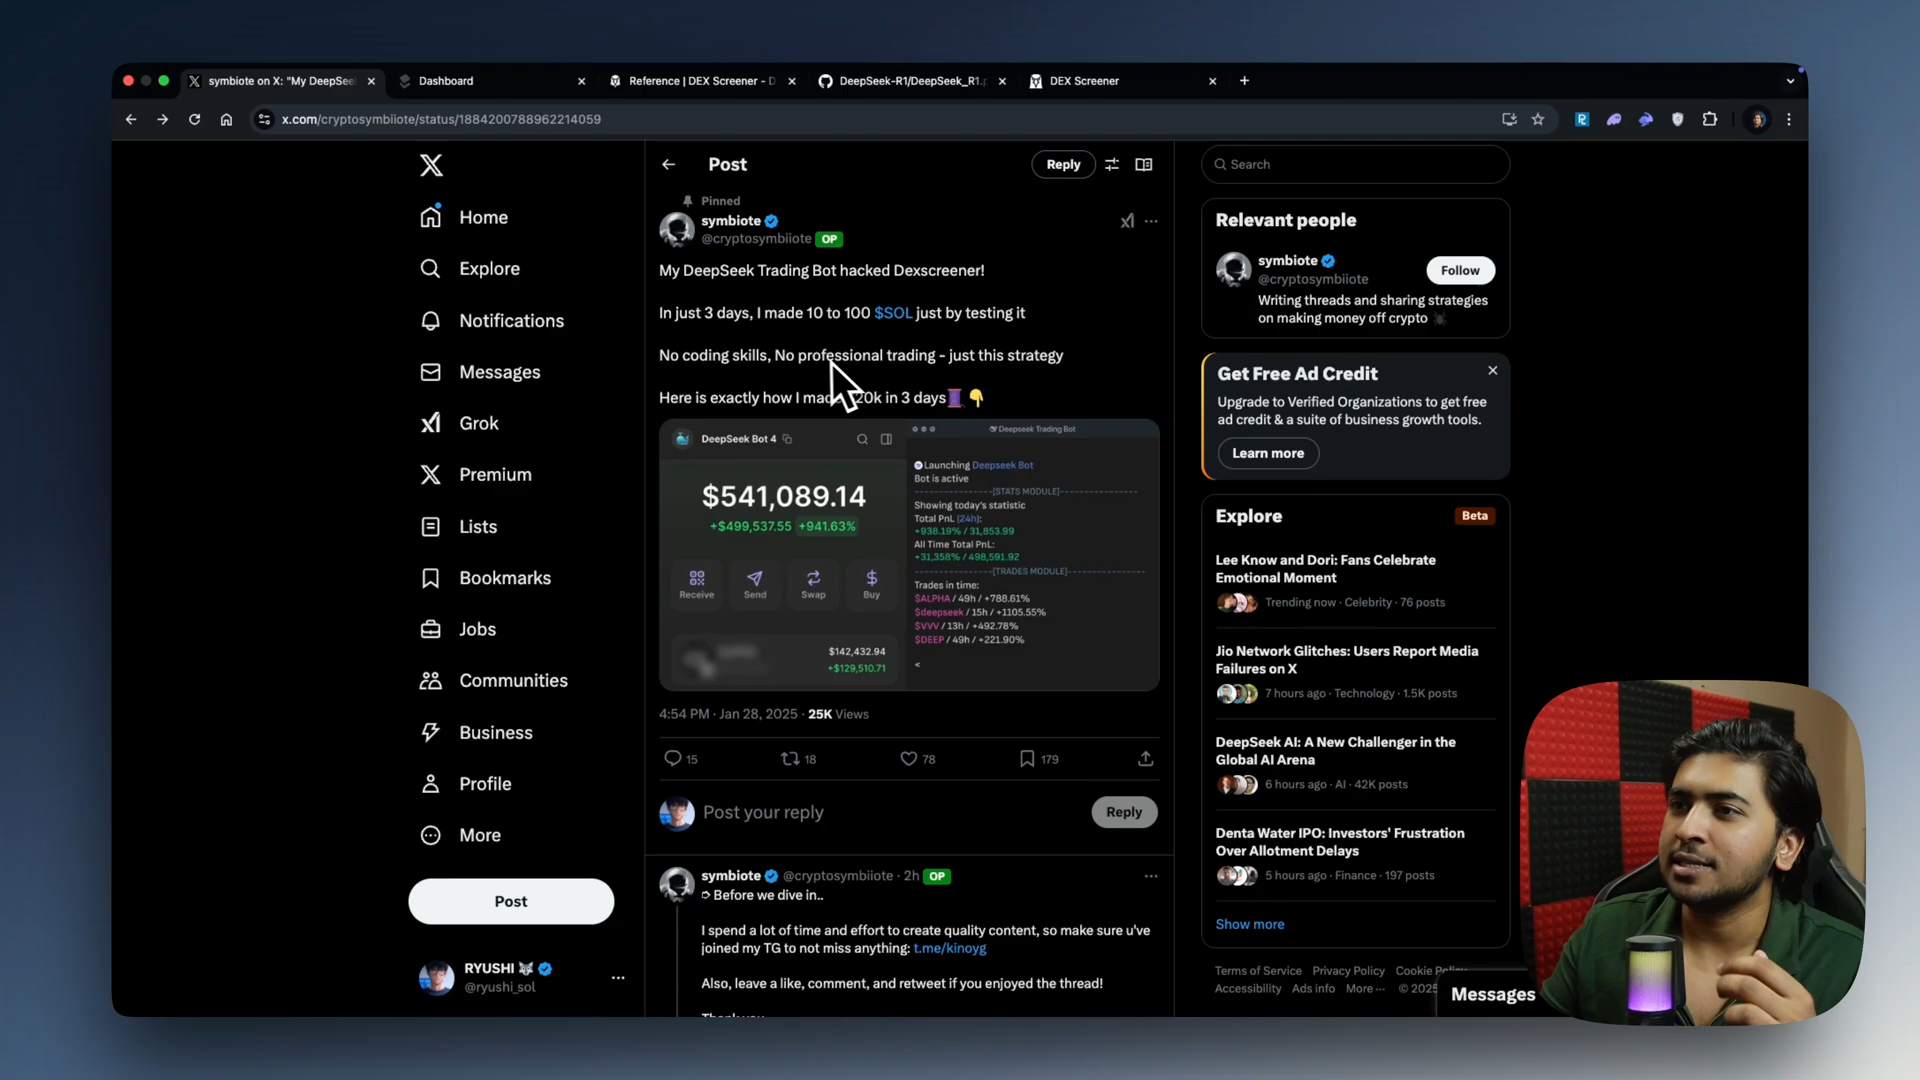 symbiote on X: "My DeepSee
Dashboard
Reference | DEX Screener - D
DeepSeek-R1/DeepSeek_R1.
DEX Screener
x.com/cryptosymbiiote/status/1884200788962214059
Home
Explore
Notifications
Messages
Grok
Premium
Lists
Bookmarks
Jobs
Communities
Business
Profile
More
Post
RYUSHI
@ryushi_sol
Post
Reply
Pinned
symbiote
@cryptosymbiiote OP
My DeepSeek Trading Bot hacked Dexscreener!
In just 3 days, I made 10 to 100 $SOL just by testing it
No coding skills, No professional trading - just this strategy
Here is exactly how I mad 20k in 3 days
DeepSeek Bot 4
$541,089.14
+$499,537.55 +941.63%
Receive
Send
Swap
Buy
$142,432.94
+$129,510.71
Deepseek Trading Bot
Launching Deepseek Bot
Bot is active
-----------------[STATS MODULE]-----------------
Showing today's statistic
Total PnL [24h]:
+938.19% / 31,853.99
All Time Total PnL:
+31,358% / 498,591.92
-----------------[TRADES MODULE]-----------------
Trades in time:
$ALPHA / 49h / +788.61%
$deepseek / 15h / +1105.55%
$VVV / 13h / +492.78%
$DEEP / 49h / +221.90%
<
4:54 PM · Jan 28, 2025 · 25K Views
15
18
78
179
Post your reply
Reply
symbiote @cryptosymbiiote · 2h OP
➩ Before we dive in..
I spend a lot of time and effort to create quality content, so make sure u've
joined my TG to not miss anything: t.me/kinoyg
Also, leave a like, comment, and retweet if you enjoyed the thread!
Search
Relevant people
symbiote
@cryptosymbiiote
Follow
Writing threads and sharing strategies
on making money off crypto
Get Free Ad Credit
Upgrade to Verified Organizations to get free
ad credit & a suite of business growth tools.
Learn more
Explore
Beta
Lee Know and Dori: Fans Celebrate
Emotional Moment
Trending now · Celebrity · 76 posts
Jio Network Glitches: Users Report Media
Failures on X
7 hours ago · Technology · 1.5K posts
DeepSeek AI: A New Challenger in the
Global AI Arena
6 hours ago · AI · 42K posts
Denta Water IPO: Investors' Frustration
Over Allotment Delays
5 hours ago · Finance · 197 posts
Show more
Terms of Service Privacy Policy Cookie
Accessibility Ads info More ··· © 2025
Messages